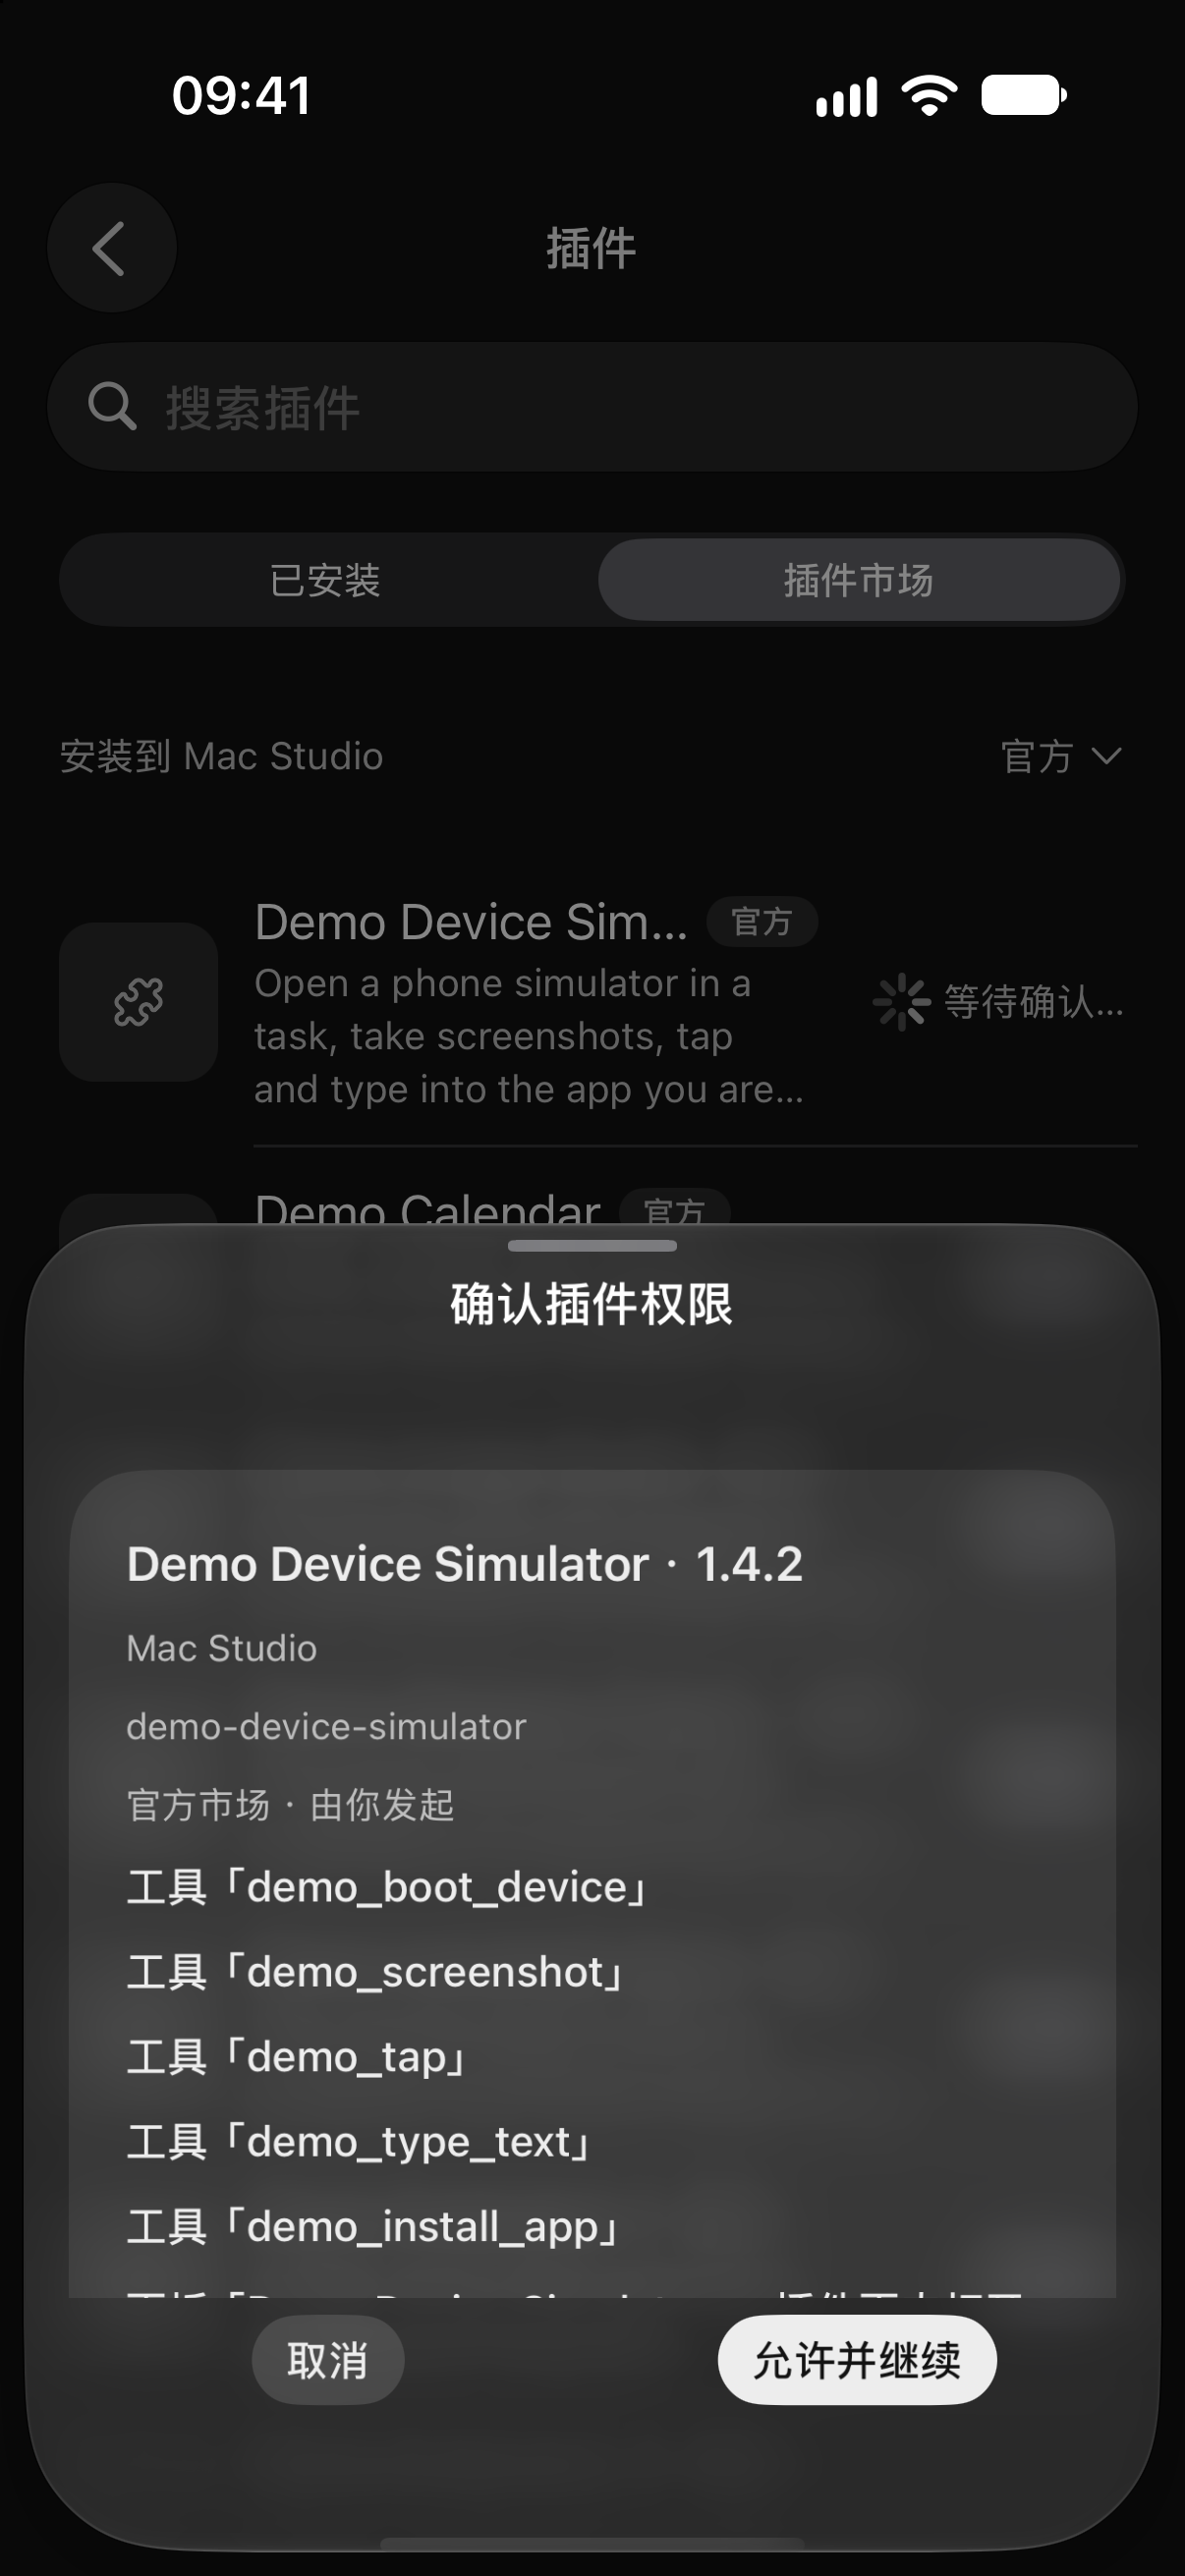 09:41
插件
搜索插件
已安装
插件市场
安装到 Mac Studio
官方
Demo Device Sim...
官方
Open a phone simulator in a
task, take screenshots, tap
and type into the app you are...
等待确认...
Demo Calendar
官方
确认插件权限
Demo Device Simulator · 1.4.2
Mac Studio
demo-device-simulator
官方市场 · 由你发起
工具「demo_boot_device」
工具「demo_screenshot」
工具「demo_tap」
工具「demo_type_text」
工具「demo_install_app」
取消
允许并继续